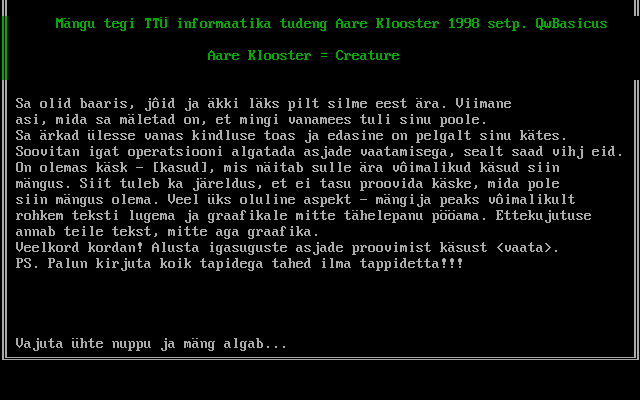 Mängu tegi TTÜ informaatika tudeng Aare Klooster 1998 setp. QwBasicus
Aare Klooster = Creature
Sa olid baaris, jôid ja äkki läks pilt silme eest ära. Viimane
asi, mida sa mäletad on, et mingi vanamees tuli sinu poole.
Sa ärkad ülesse vanas kindluse toas ja edasine on pelgalt sinu kätes.
Soovitan igat operatsiooni algatada asjade vaatamisega, sealt saad vihj eid.
On olemas käsk - [kasud], mis näitab sulle ära vôimalikud käsud siin
mängus. Siit tuleb ka järeldus, et ei tasu proovida käske, mida pole
siin mängus olema. Veel üks oluline aspekt - mängija peaks vôimalikult
rohkem teksti lugema ja graafikale mitte tähelepanu pööama. Ettekujutuse
annab teile tekst, mitte aga graafika.
Veelkord kordan! Alusta igasuguste asjade proovimist käsust <vaata>.
PS. Palun kirjuta koik tapidega tahed ilma tappidetta!!!
Vajuta ühte nuppu ja mäng algab...